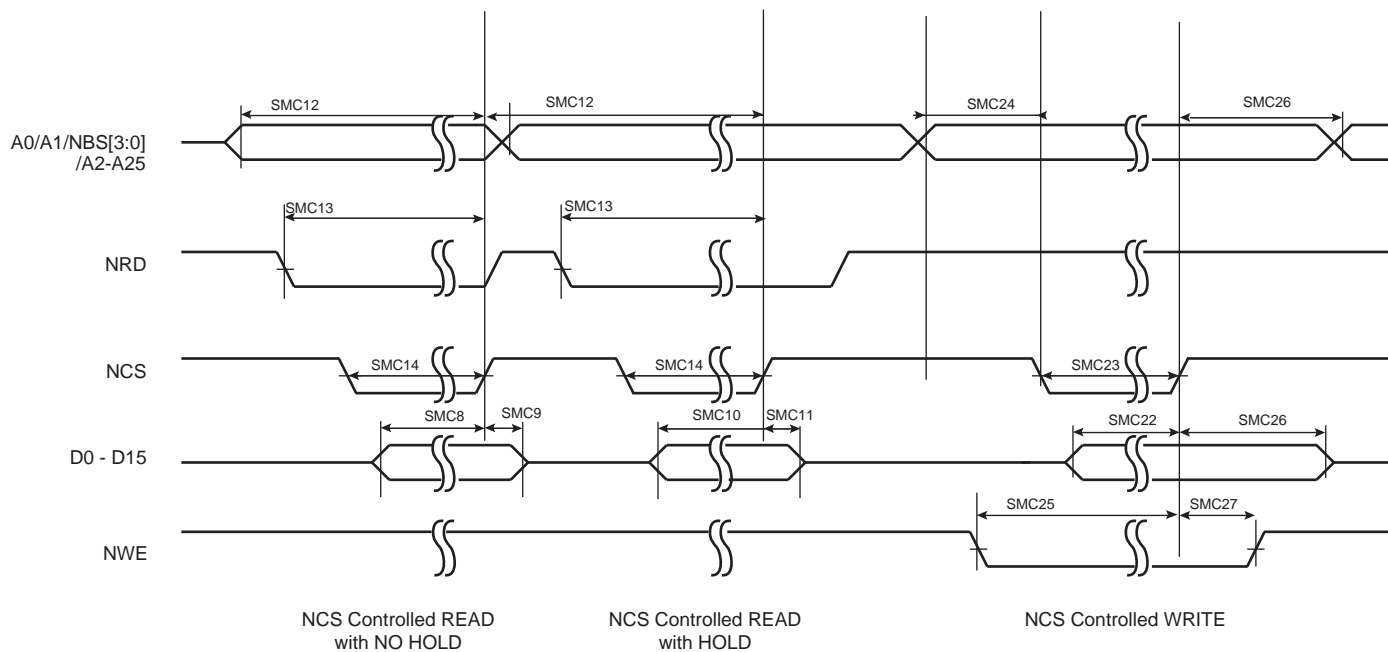 SMC12
SMC12
SMC24
SMC26
A0/A1/NBS[3:0]
/A2-A25
SMC13
SMC13
NRD
NCS
SMC14
SMC14
SMC23
SMC8
SMC9
SMC10
SMC11
SMC22
SMC26
D0 - D15
SMC25
SMC27
NWE
NCS Controlled READ
with NO HOLD
NCS Controlled READ
with HOLD
NCS Controlled WRITE